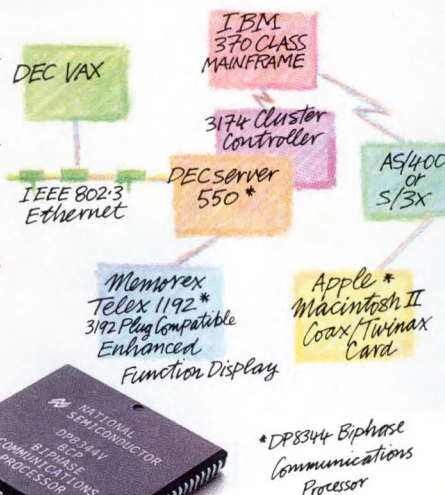 DEC VAX
IBM
370 CLASS
MAINFRAME
3174 Cluster
Controller
IEEE 802.3
Ethernet
DECserver
550*
AS/400
or
S/3X
Memorex
Telex 1192*
3192 Plug Compatible
Enhanced
Function Display
Apple*
Macintosh II
Coax/Twinax
Card
NATIONAL
SEMICONDUCTOR
DP8344V
BCP
BIPHASE
COMMUNICATIONS
PROCESSOR
*DP8344 Biphase
Communications
Processor